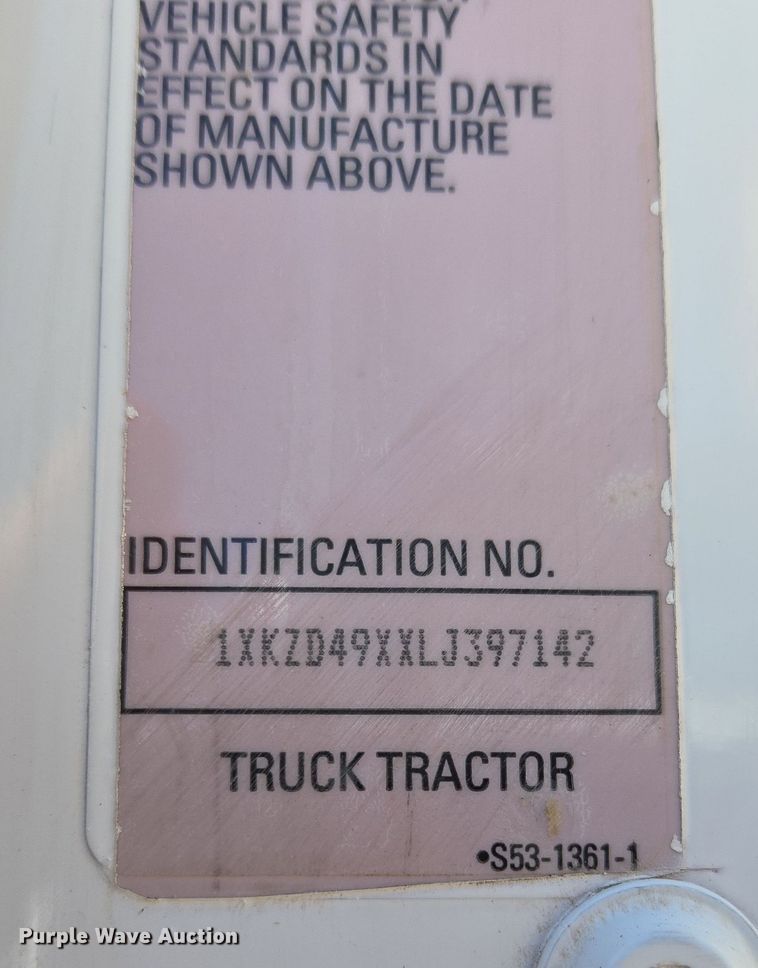 VEHICLE SAFETY
STANDARDS IN
EFFECT ON THE DATE
OF MANUFACTURE
SHOWN ABOVE.
IDENTIFICATION NO.
1XKZD49XXLJ397142
TRUCK TRACTOR
•S53-1361-1
Purple Wave Auction